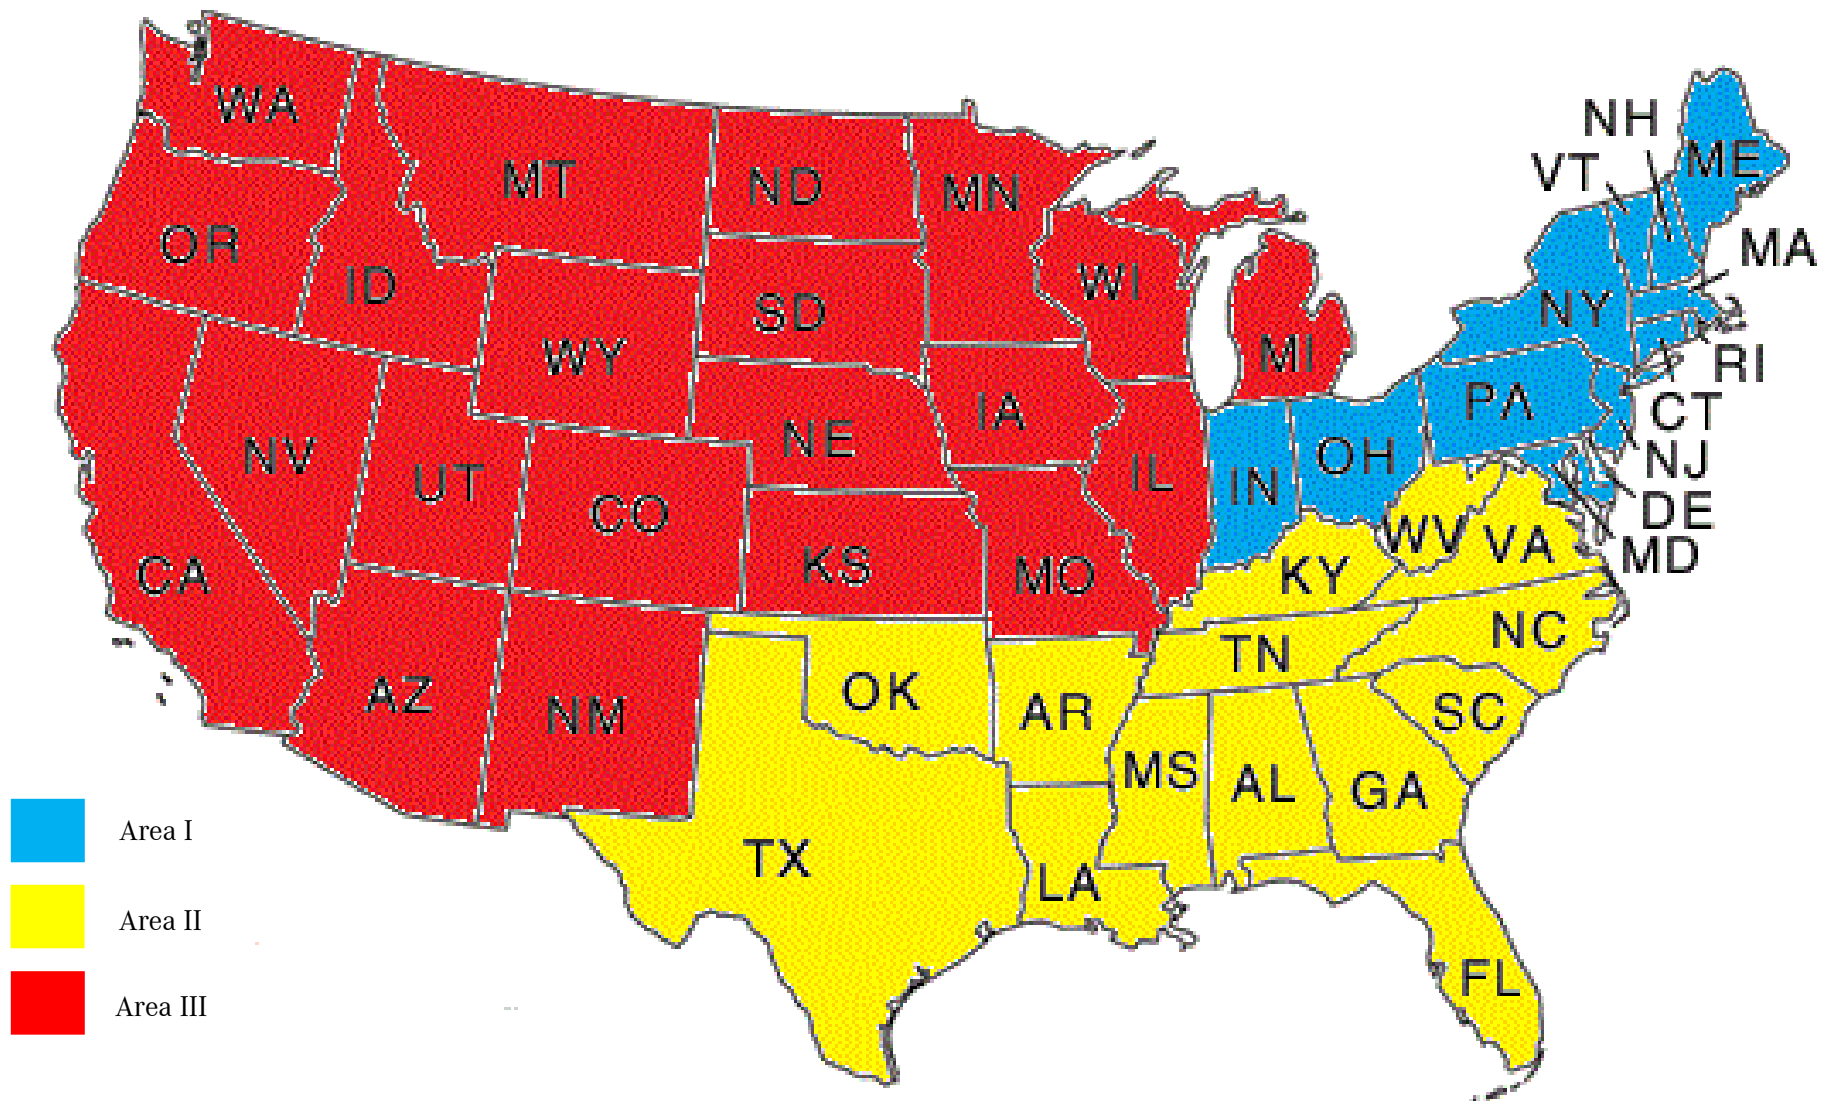 WA
MT
ND
MN
NH
VT
ME
OR
ID
SD
WI
MI
NY
MA
RI
WY
IA
PA
CT
NV
UT
NE
IL
IN
OH
NJ
CO
KS
MO
DE
CA
KY
WV
VA
MD
AZ
NM
OK
AR
TN
NC
SC
MS
AL
GA
TX
LA
FL
Area I
Area II
Area III